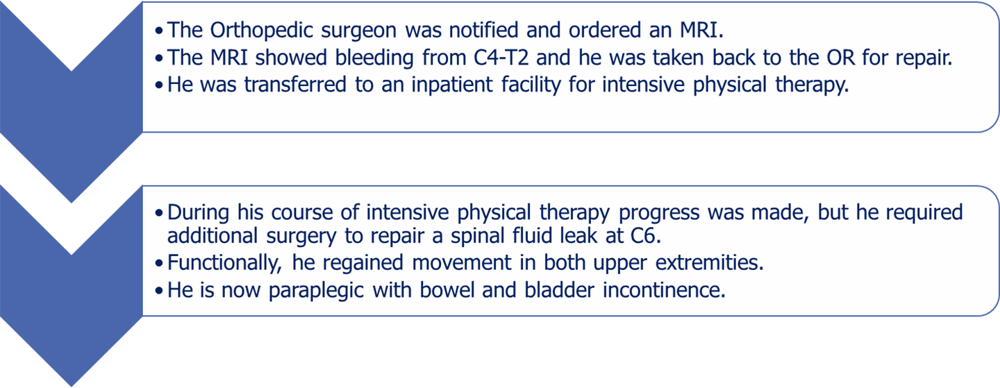 •The Orthopedic surgeon was notified and ordered an MRI.
•The MRI showed bleeding from C4-T2 and he was taken back to the OR for repair.
•He was transferred to an inpatient facility for intensive physical therapy.
•During his course of intensive physical therapy progress was made, but he required
additional surgery to repair a spinal fluid leak at C6.
•Functionally, he regained movement in both upper extremities.
•He is now paraplegic with bowel and bladder incontinence.